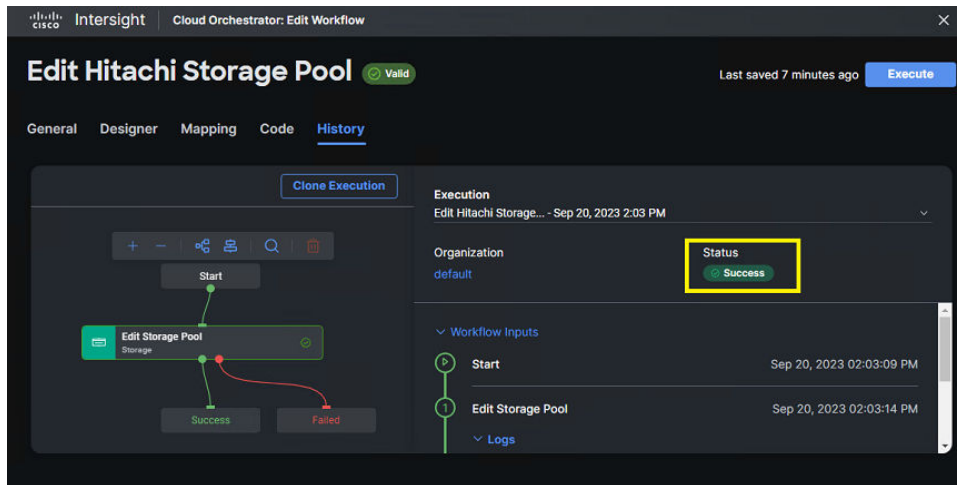 CISCO Intersight Cloud Orchestrator: Edit Workflow
Edit Hitachi Storage Pool Valid
Last saved 7 minutes ago Execute
General Designer Mapping Code History
Clone Execution
Start
Edit Storage Pool
Storage
Success Failed
Execution
Edit Hitachi Storage... - Sep 20, 2023 2:03 PM
Organization Status
default Success
Workflow Inputs
Start Sep 20, 2023 02:03:09 PM
1 Edit Storage Pool Sep 20, 2023 02:03:14 PM
Logs